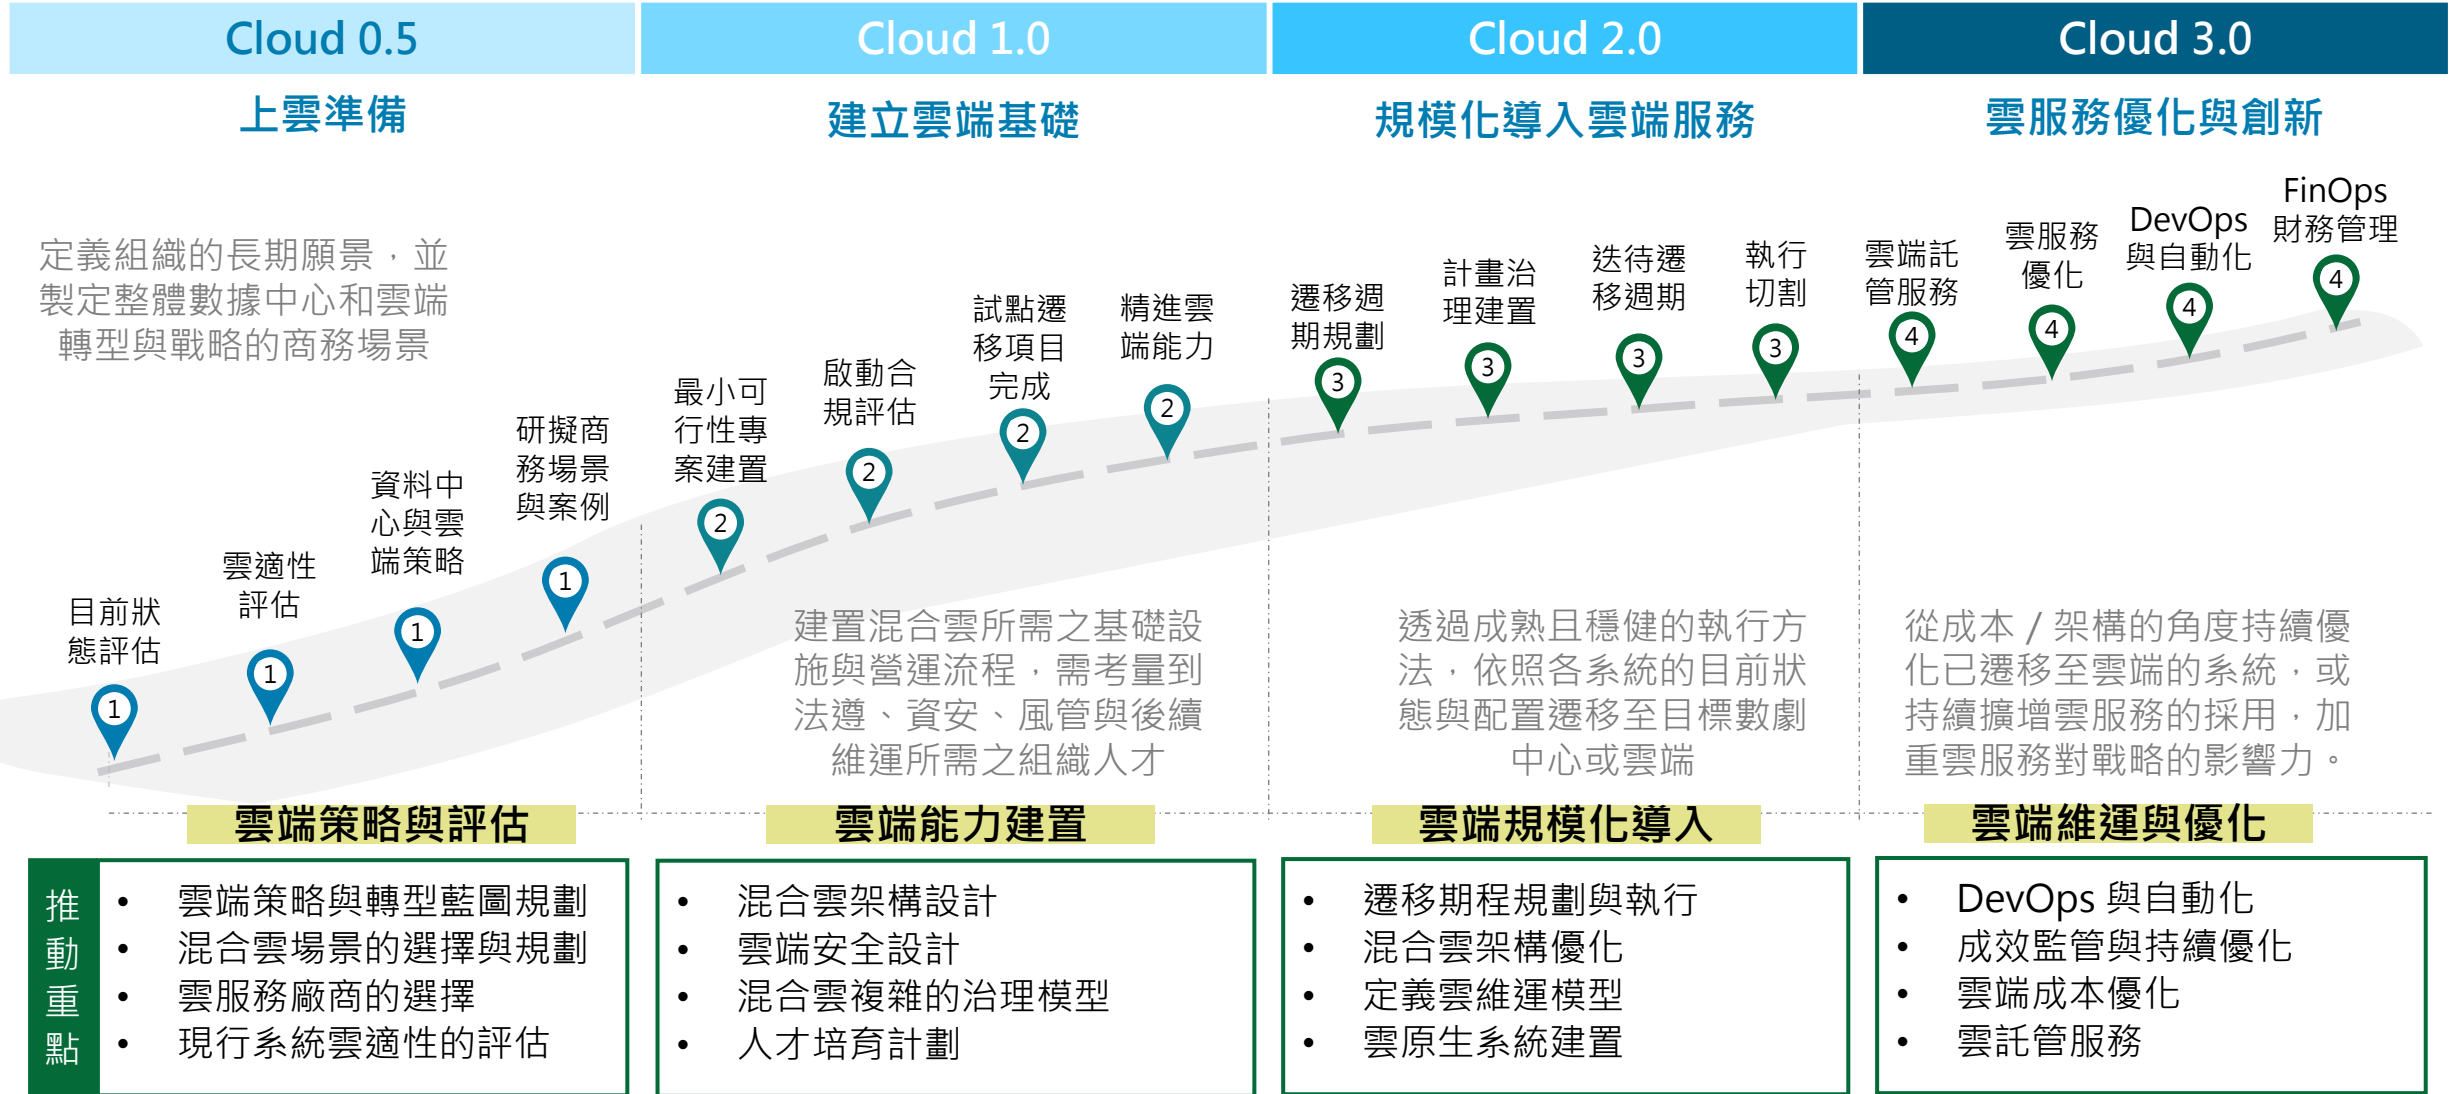 Cloud 0.5
Cloud 1.0
Cloud 2.0
Cloud 3.0
上雲準備
建立雲端基礎
規模化導入雲端服務
雲服務優化與創新
定義組織的長期願景，並
製定整體數據中心和雲端
轉型與戰略的商務場景
目前狀
態評估
1
雲適性
評估
1
資料中
心與雲
端策略
1
研擬商
務場景
與案例
1
最小可
行性專
案建置
2
啟動合
規評估
2
試點遷
移項目
完成
2
精進雲
端能力
2
遷移週
期規劃
3
計畫治
理建置
3
迭待遷
移週期
3
執行
切割
3
雲端託
管服務
4
雲服務
優化
4
DevOps
與自動化
4
FinOps
財務管理
4
建置混合雲所需之基礎設
施與營運流程，需考量到
法遵、資安、風管與後續
維運所需之組織人才
透過成熟且穩健的執行方
法，依照各系統的目前狀
態與配置遷移至目標數劇
中心或雲端
從成本 / 架構的角度持續優
化已遷移至雲端的系統，或
持續擴增雲服務的採用，加
重雲服務對戰略的影響力。
雲端策略與評估
雲端能力建置
雲端規模化導入
雲端維運與優化
推動重點
• 雲端策略與轉型藍圖規劃
• 混合雲場景的選擇與規劃
• 雲服務廠商的選擇
• 現行系統雲適性的評估
• 混合雲架構設計
• 雲端安全設計
• 混合雲複雜的治理模型
• 人才培育計劃
• 遷移期程規劃與執行
• 混合雲架構優化
• 定義雲維運模型
• 雲原生系統建置
• DevOps 與自動化
• 成效監管與持續優化
• 雲端成本優化
• 雲託管服務